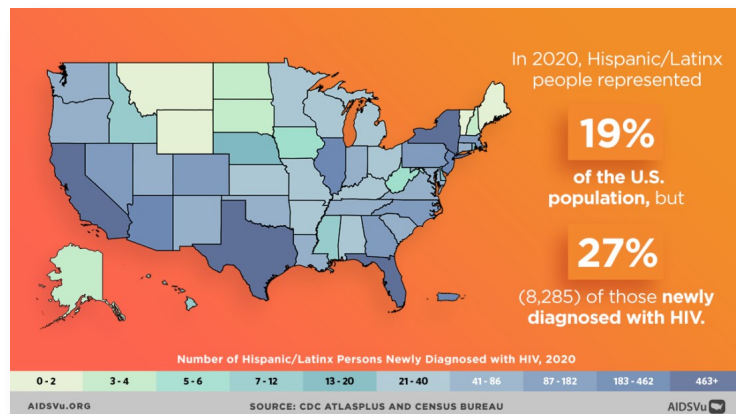 In 2020, Hispanic/Latinx
people represented
19%
of the U.S.
population, but
27%
(8,285) of those newly
diagnosed with HIV.
Number of Hispanic/Latinx Persons Newly Diagnosed with HIV, 2020
0 - 2 3 - 4 5 - 6 7 - 12 13 - 20 21 - 40 41 - 86 87 - 182 183 - 462 463+
AIDSVu.ORG SOURCE: CDC ATLASPLUS AND CENSUS BUREAU AIDSVu